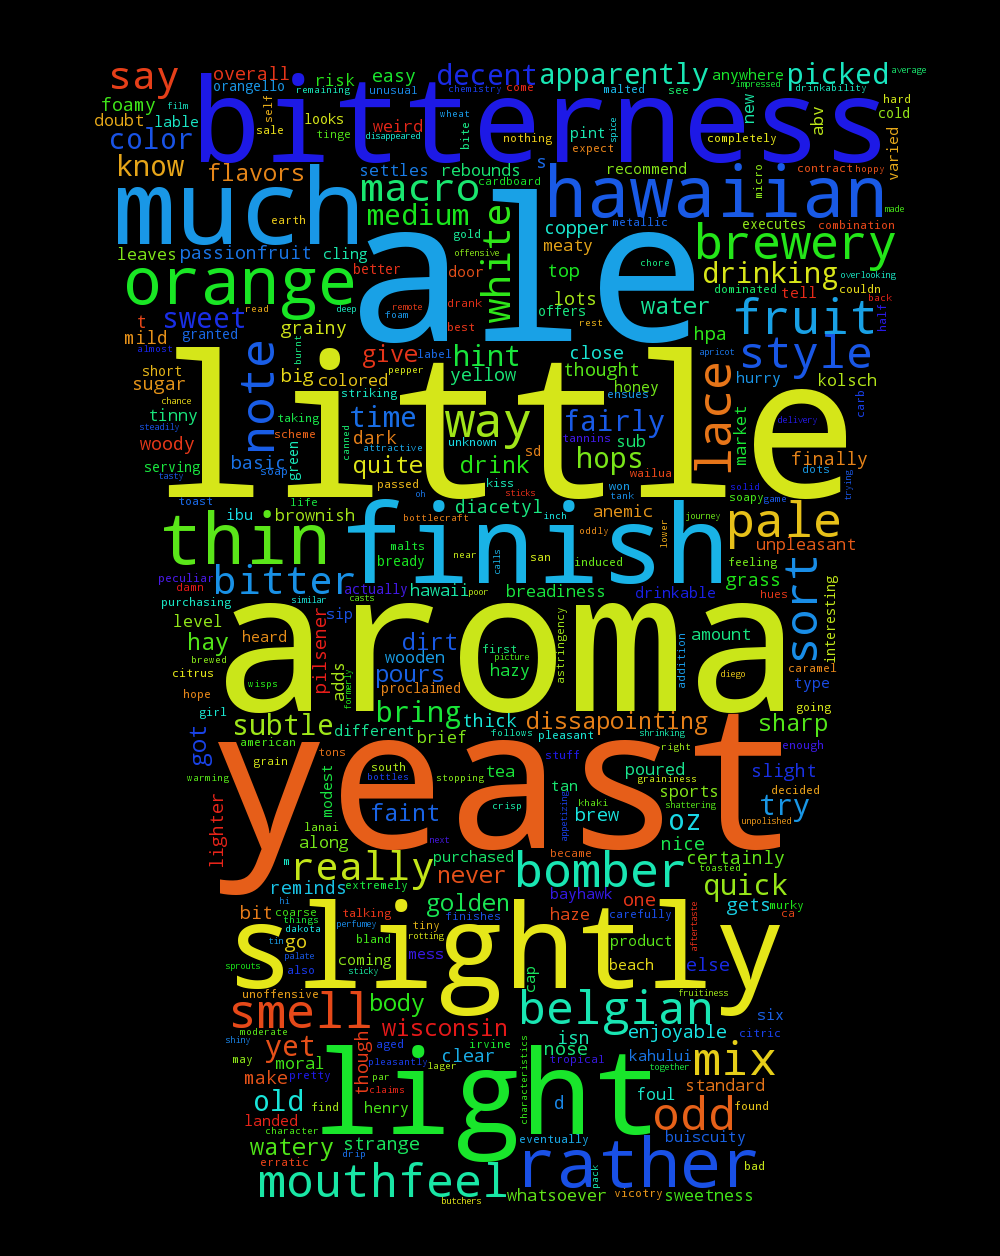 say overall orangello remaining risk easy unusual decent chemistry come apparently malted see anywhere impressed picked drinkability average
foamy film doubt lable self sale looks tinge weird disappeared bitterness wheat bite nothing pint expect spice new completely abv hard cold varied
color know flavors settles rebounds macro cardboard s hawaiian recommend micro contract hoppy made
much earth medium white gold offensive copper meaty metallic brewery executes combination
leaves passionfruit cling better ale door top chore lots offers water drinking dominated tell overlooking couldn
orange read deep remote foam drank best rest hpa fruit back half
t sweet mild granted almost grainy give label hint close thought apricot style
short sugar chance note burnt big colored striking pepper yellow honey ensues lace hurry kolsch carb
tinny steadily taking scheme time attractive way fairly market delivery
woody green canned dark unknown drink sd hops tannins sub finally
little serving tasty basic soap quite passed kiss sticks won tank wailua solid soapy game dots trying
toast life ibu brownish bottlecraft diacetyl inch oddly anemic lower journey pale
thin finish malts bready near calls san induced feeling unpleasant
peculiar damn bitter actually hawaii poor breadiness drinkable grass hues sort
purchasing similar casts sip level hay heard pilsener dirt first astringency amount interesting
brewed citrus wisps adds formerly wooden pours proclaimed picture hazy addition diego caramel type
aroma hope girl bring thick dissapointing going sharp
got subtle different brief follows pleasant shrinking american right enough
grain tons south bottles stopping tea stuff graininess poured slight
yeast warming modest crisp tan khaki sports shattering decided try
lighter lanai faint appetizing brew oz unpolished
along next nice
really m purchased never became bomber certainly toasted
reminds extremely bayhawk one quick
hi bit coarse things talking golden finishes tiny haze carefully gets ca murky
dakota perfumey rotting aftertaste
go tin bland mess product
slightly sprouts also palate sticky coming cap beach else
unoffensive fruitiness
smell body belgian six
moderate wisconsin isn enjoyable citric
shiny yet though aged irvine nose
may moral pleasantly lager clear tropical kahului mix together
make pretty par claims characteristics foul standard
old find henry light d odd found
landed character eventually buiscuity
watery strange
erratic drip rather bad
mouthfeel whatsoever pack vicotry sweetness
butchers